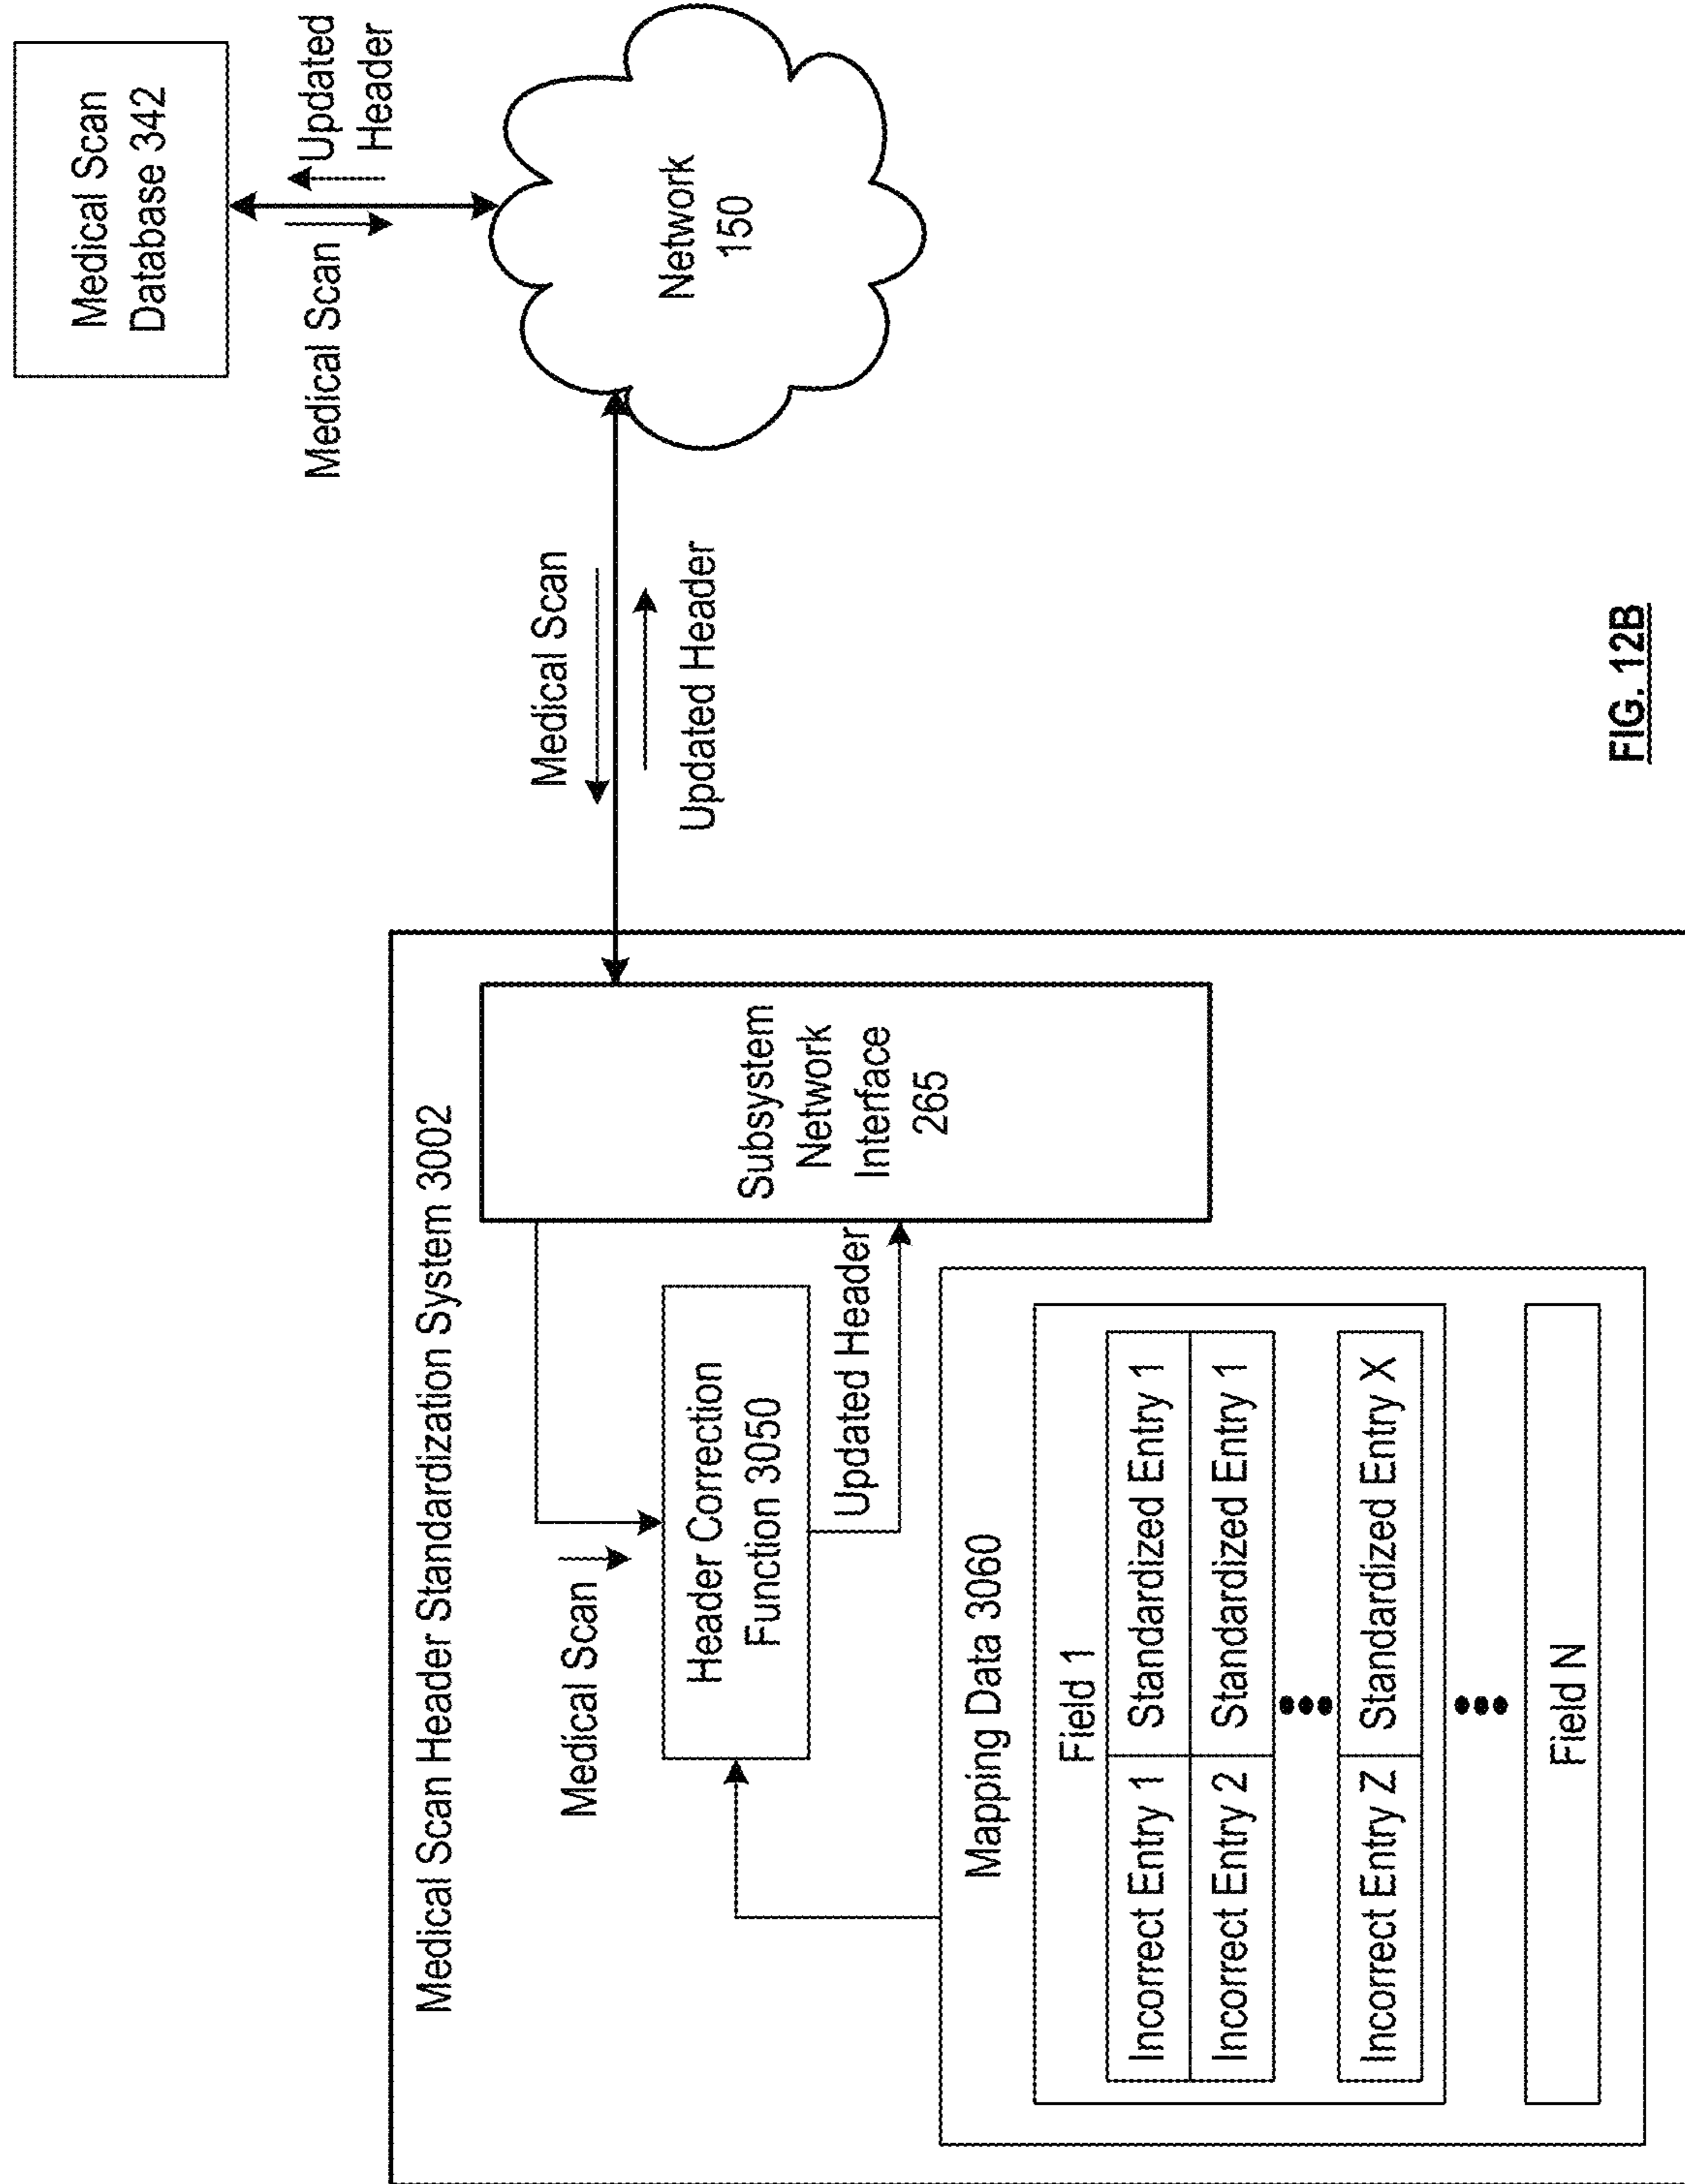 Medical Scan Header Standardization System 3002
Medical Scan
Header Correction
Function 3050
Updated Header
Subsystem
Network
Interface
265
Mapping Data 3060
Field 1
Incorrect Entry 1 Standardized Entry 1
Incorrect Entry 2 Standardized Entry 1
Incorrect Entry Z Standardized Entry X
Field N
Medical Scan
Updated Header
Network
150
Medical Scan
Updated
Header
Medical Scan
Database 342
FIG. 12B